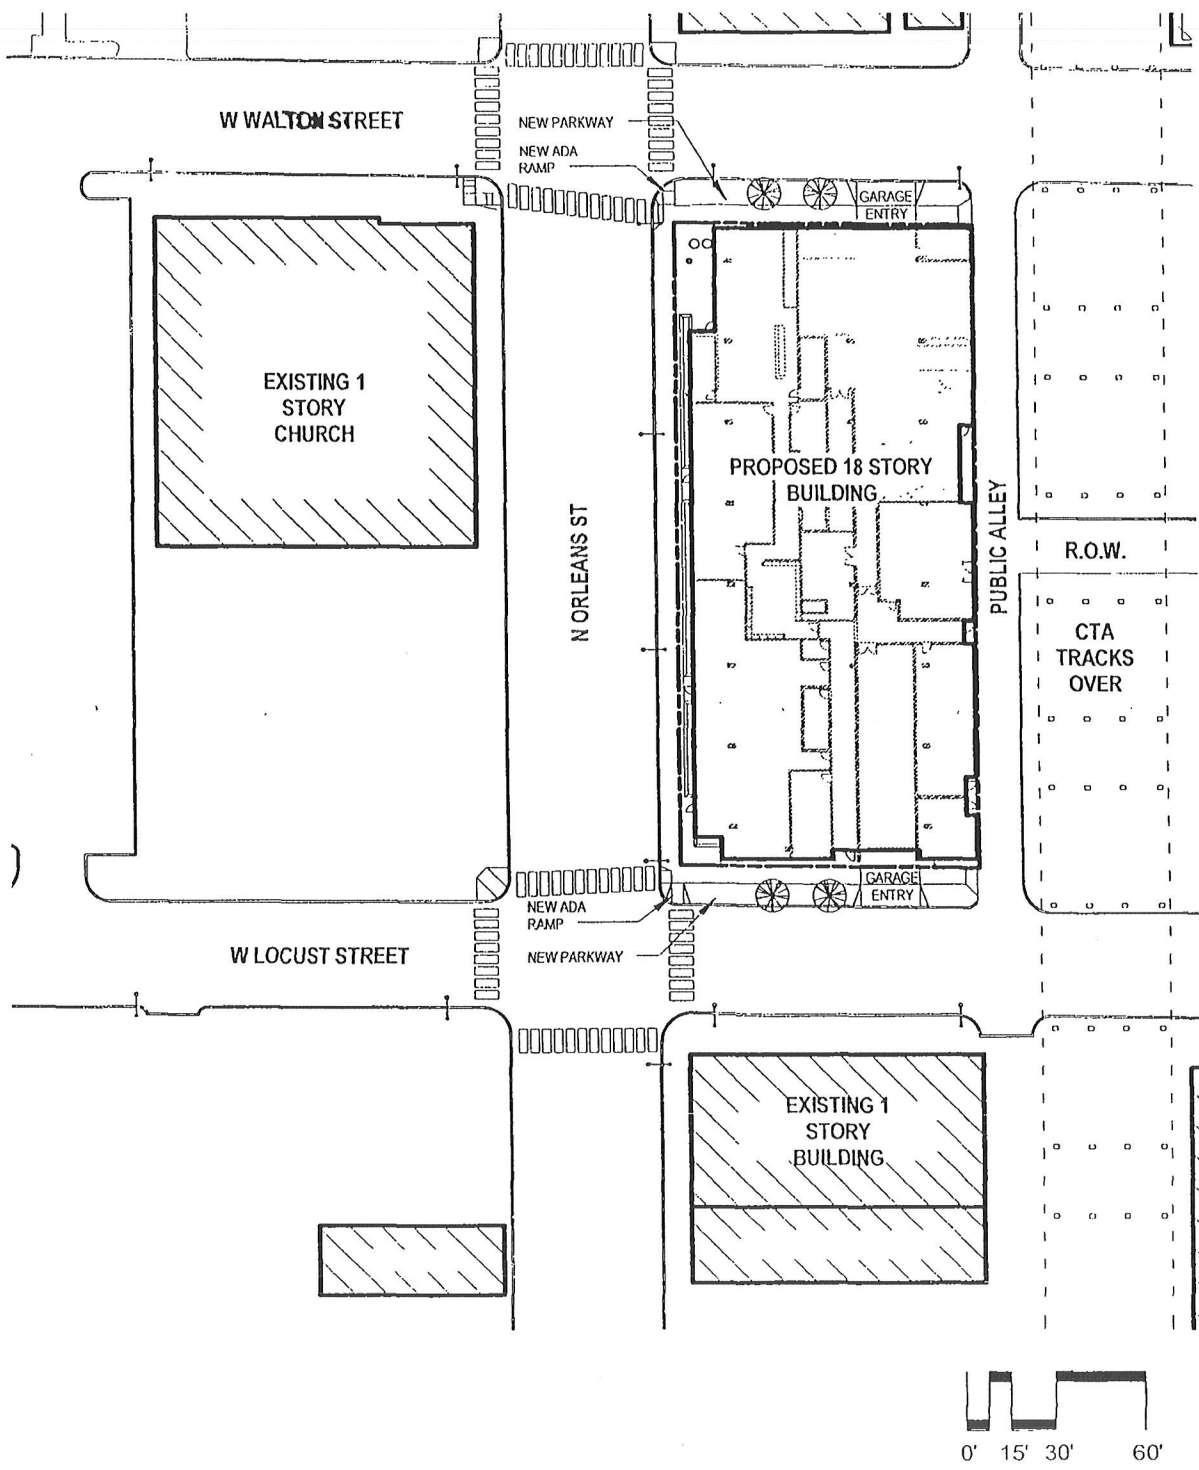 W WALTON STREET
NEW PARKWAY
NEW ADA
RAMP
GARAGE
ENTRY
EXISTING 1
STORY
CHURCH
PROPOSED 18 STORY
BUILDING
N ORLEANS ST
PUBLIC ALLEY
R.O.W.
CTA
TRACKS
OVER
GARAGE
ENTRY
NEW ADA
RAMP
NEW PARKWAY
W LOCUST STREET
EXISTING 1
STORY
BUILDING
0' 15' 30' 60'